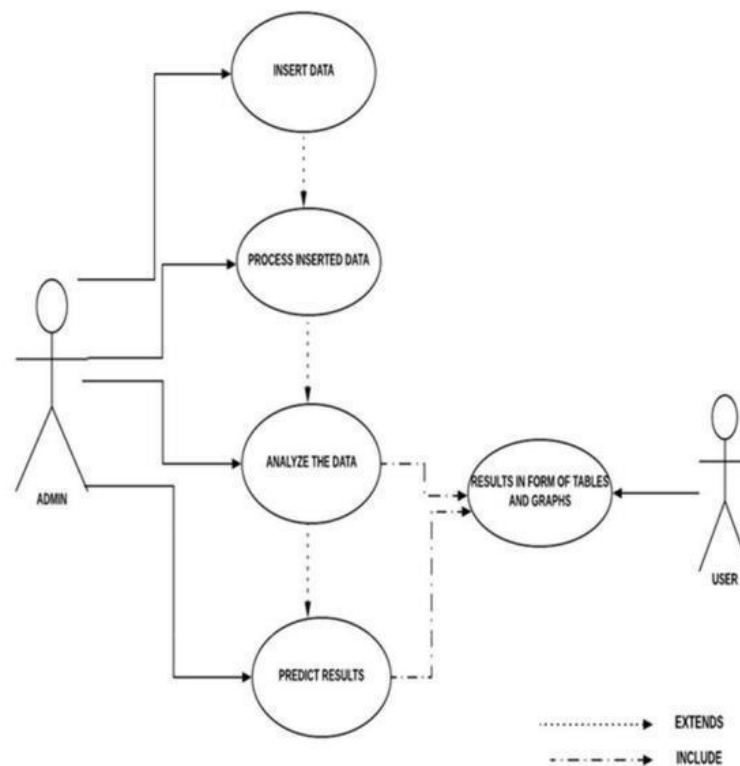 INSERT DATA
PROCESS INSERTED DATA
ANALYZE THE DATA
RESULTS IN FORM OF TABLES
AND GRAPHS
ADMIN
USER
PREDICT RESULTS
EXTENDS
INCLUDE